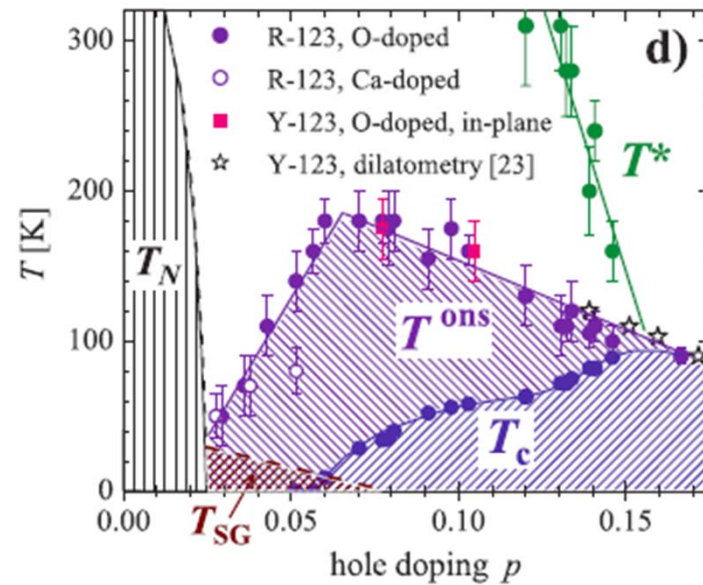 300
200
100
0
T [K]
d)
R-123, O-doped
R-123, Ca-doped
Y-123, O-doped, in-plane
Y-123, dilatometry [23]
T*
T_N
T^ons
T_c
T_SG
0.00 0.05 0.10 0.15
hole doping p